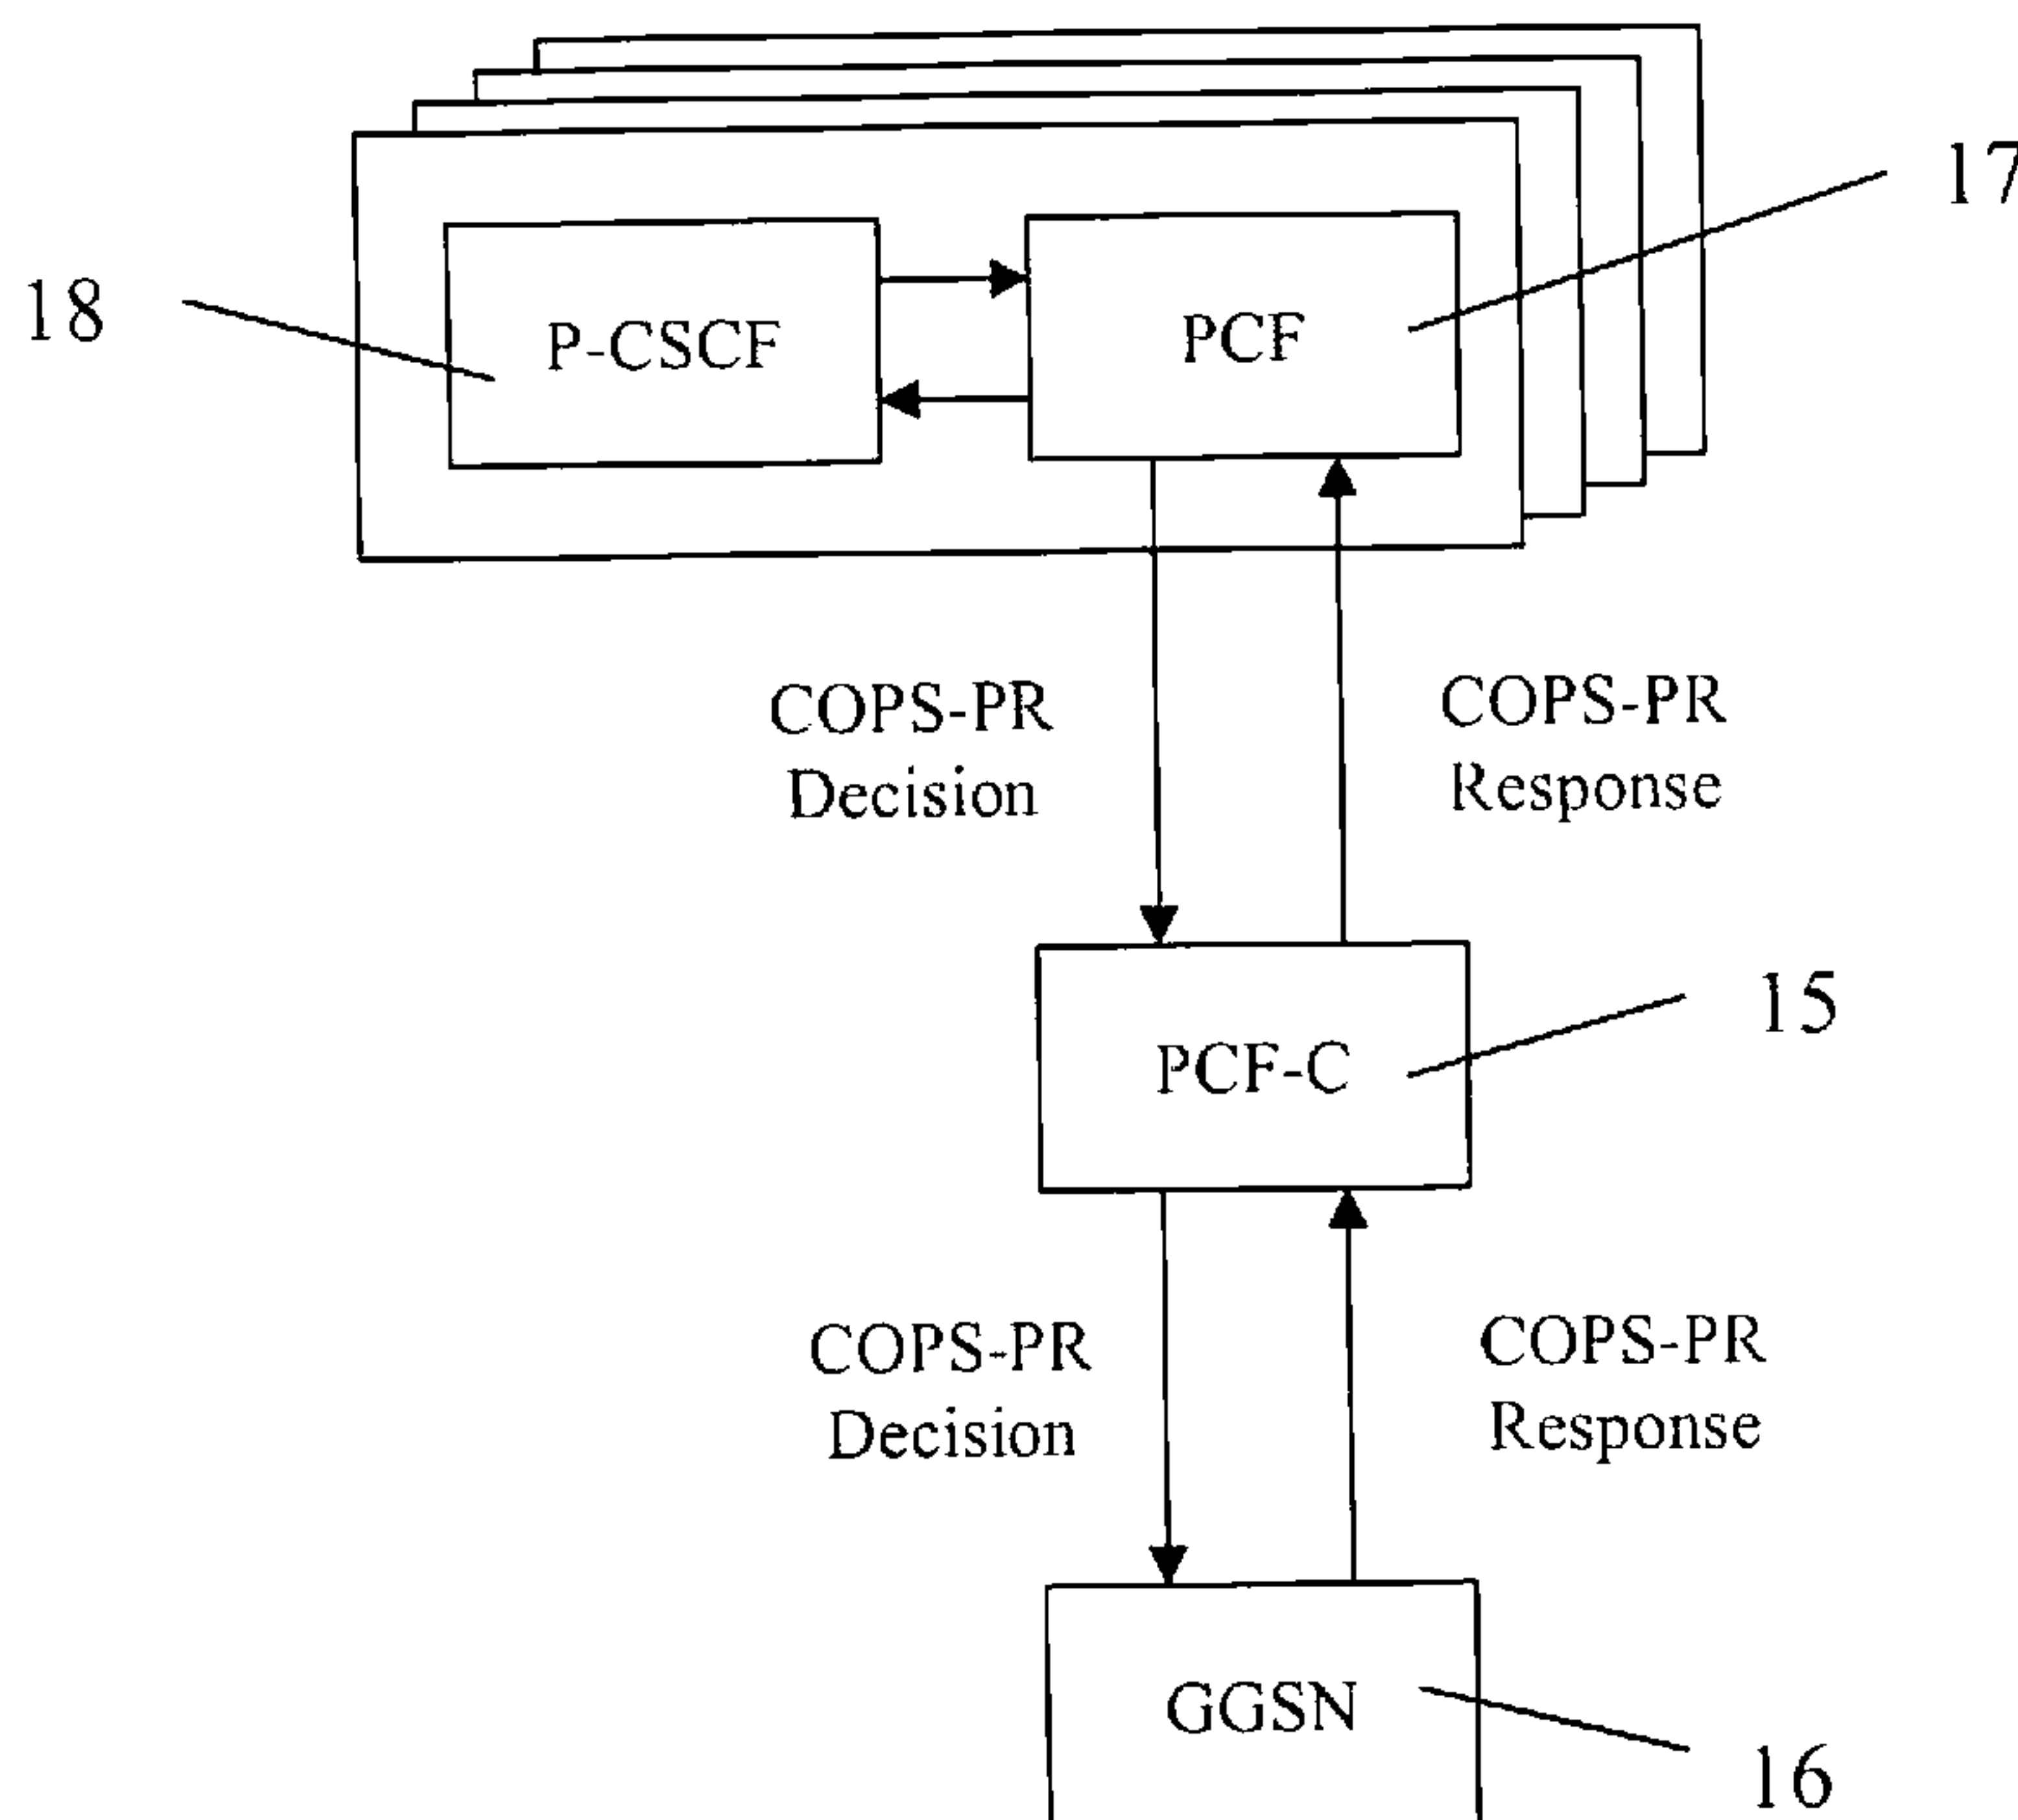 17
18
P-CSCF
PCF
COPS-PR
Decision
COPS-PR
Response
PCF-C
15
COPS-PR
Decision
COPS-PR
Response
GGSN
16